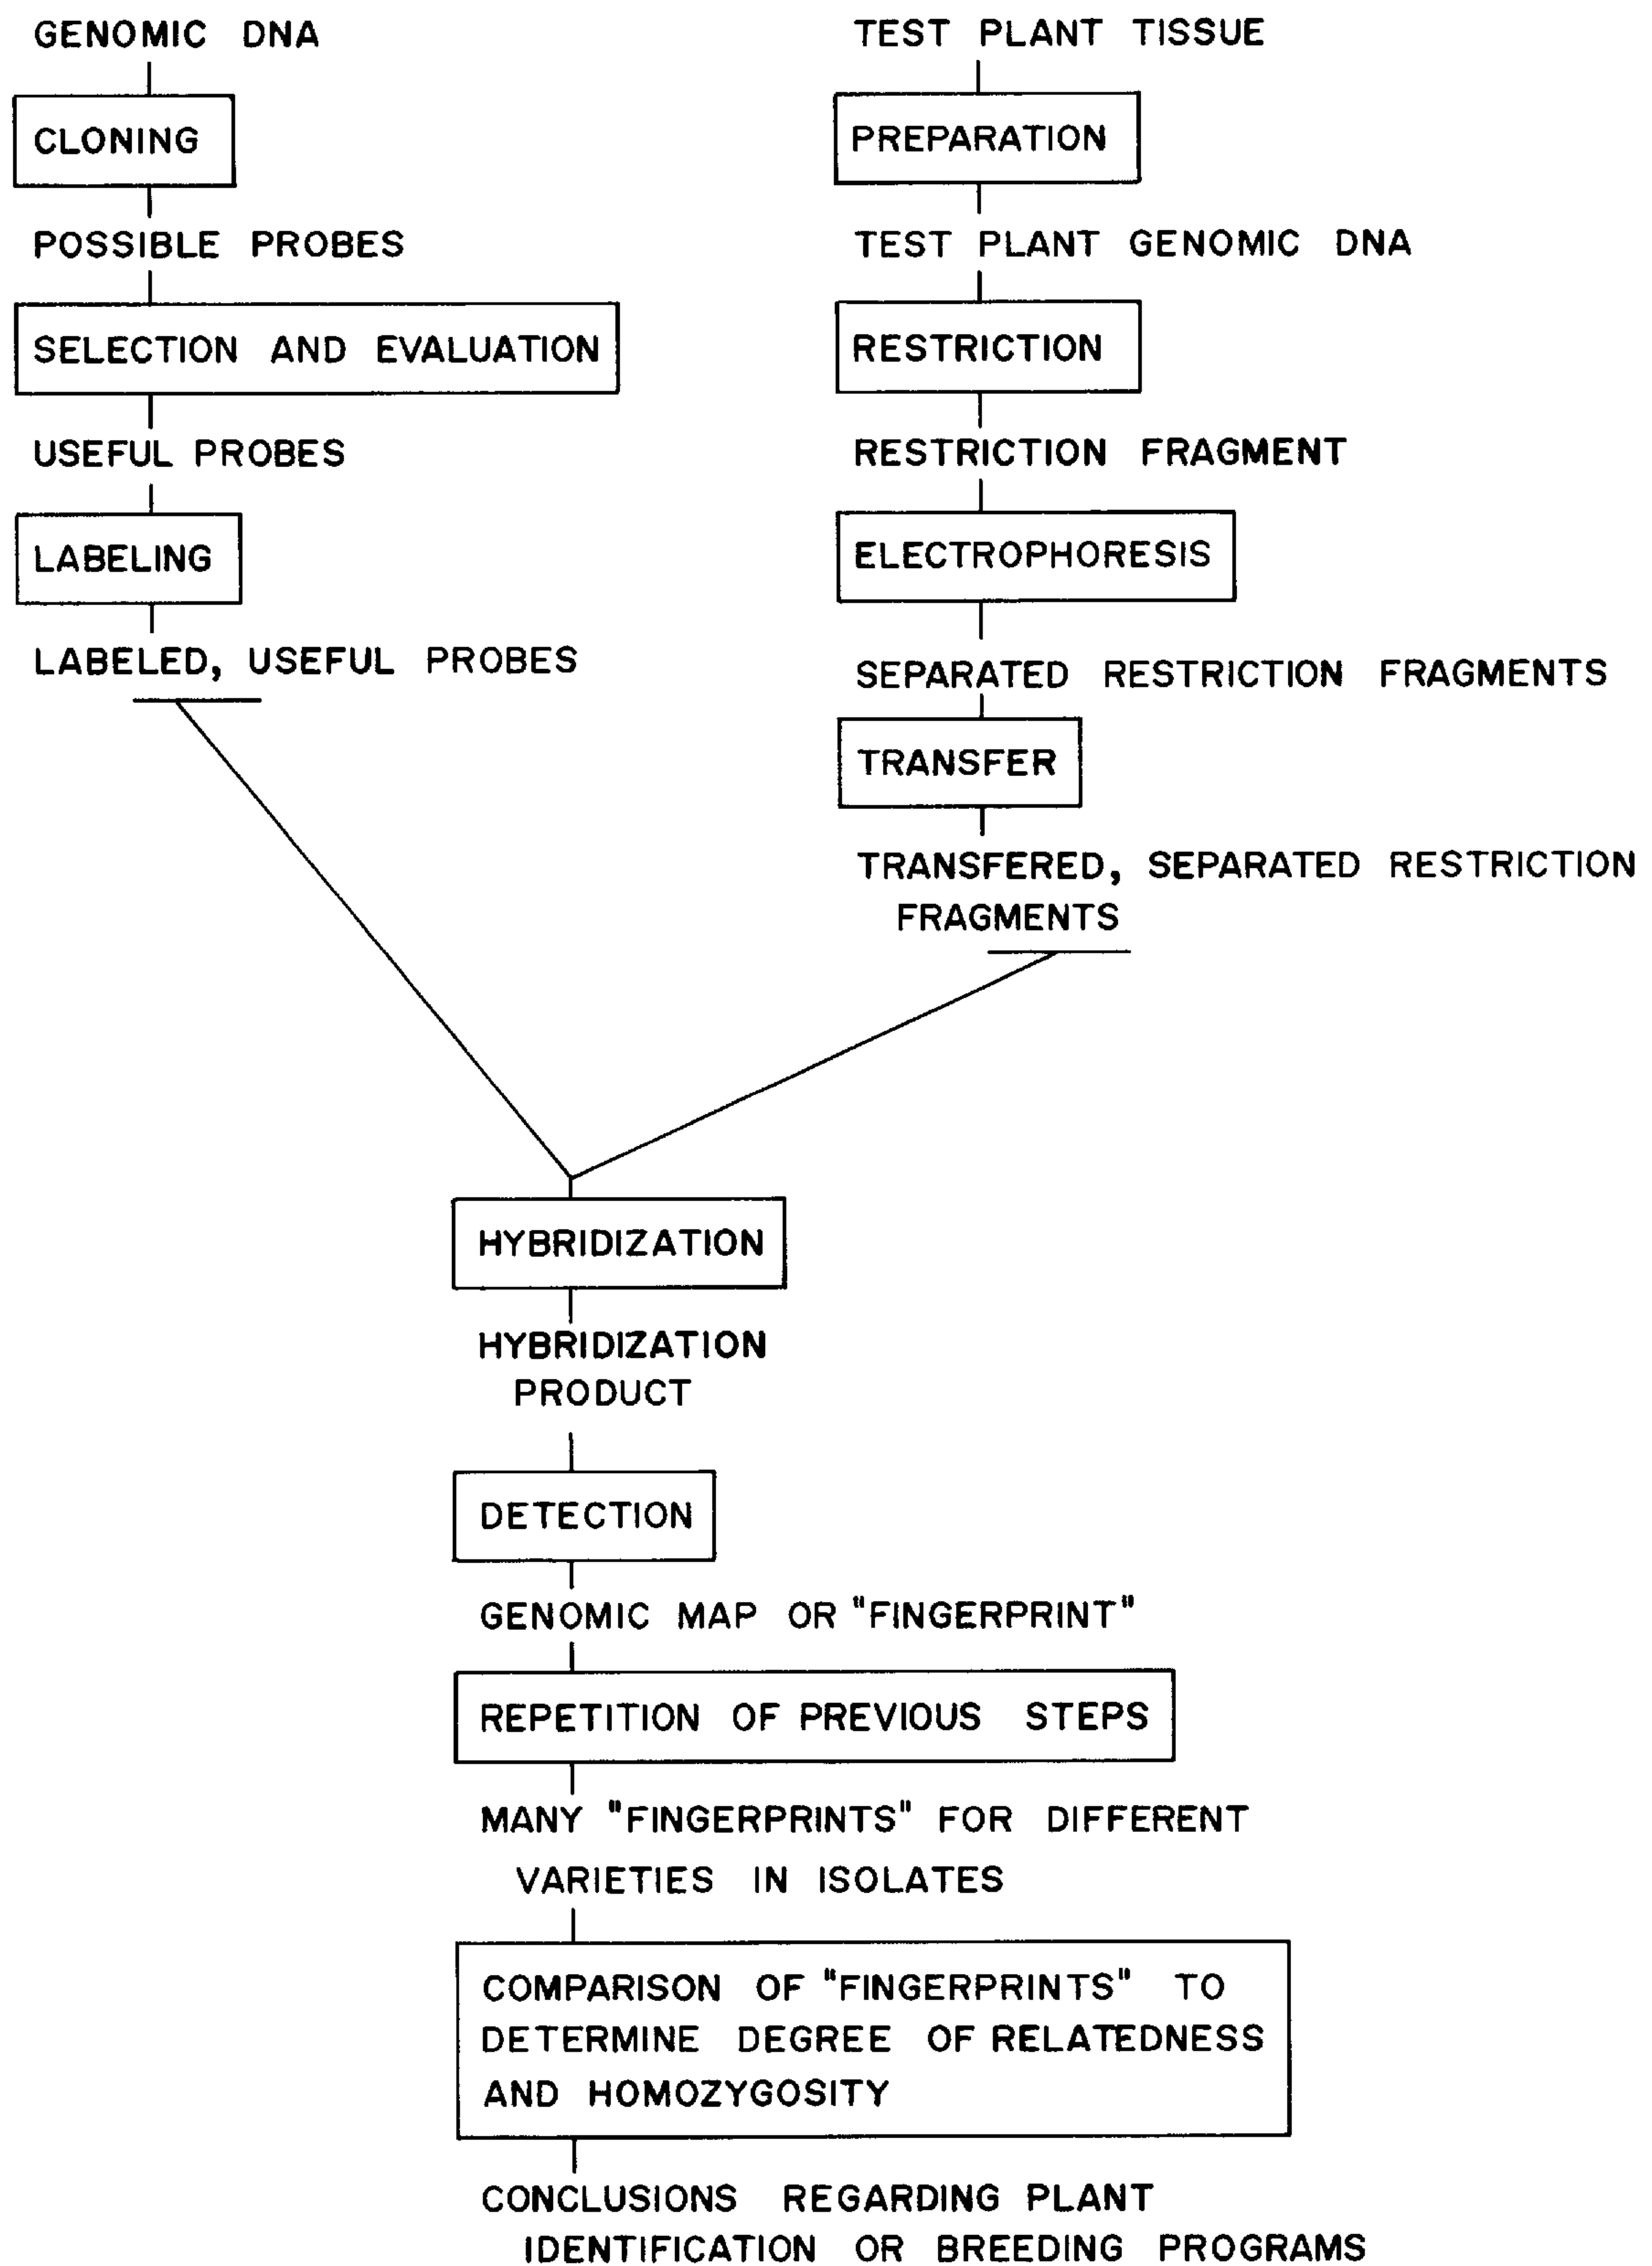 GENOMIC DNA
CLONING
POSSIBLE PROBES
SELECTION AND EVALUATION
USEFUL PROBES
LABELING
LABELED, USEFUL PROBES
TEST PLANT TISSUE
PREPARATION
TEST PLANT GENOMIC DNA
RESTRICTION
RESTRICTION FRAGMENT
ELECTROPHORESIS
SEPARATED RESTRICTION FRAGMENTS
TRANSFER
TRANSFERED, SEPARATED RESTRICTION
FRAGMENTS
HYBRIDIZATION
HYBRIDIZATION
PRODUCT
DETECTION
GENOMIC MAP OR "FINGERPRINT"
REPETITION OF PREVIOUS STEPS
MANY "FINGERPRINTS" FOR DIFFERENT
VARIETIES IN ISOLATES
COMPARISON OF "FINGERPRINTS" TO
DETERMINE DEGREE OF RELATEDNESS
AND HOMOZYGOSITY
CONCLUSIONS REGARDING PLANT
IDENTIFICATION OR BREEDING PROGRAMS